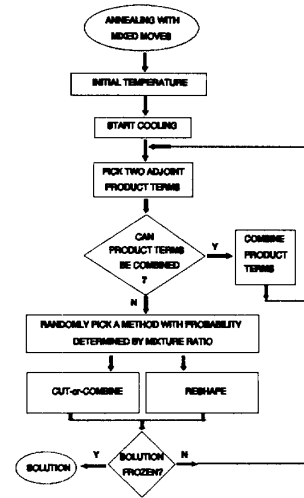 ANNEALING WITH
MIXED MOVES
INITIAL TEMPERATURE
START COOLING
PICK TWO ADJOINT
PRODUCT TERMS
CAN
PRODUCT TERMS
BE COMBINED
?
Y
COMBINE
PRODUCT
TERMS
N
RANDOMLY PICK A METHOD WITH PROBABILITY
DETERMINED BY MIXTURE RATIO
CUT-or-COMBINE
RESHAPE
SOLUTION
FROZEN?
Y
N
SOLUTION